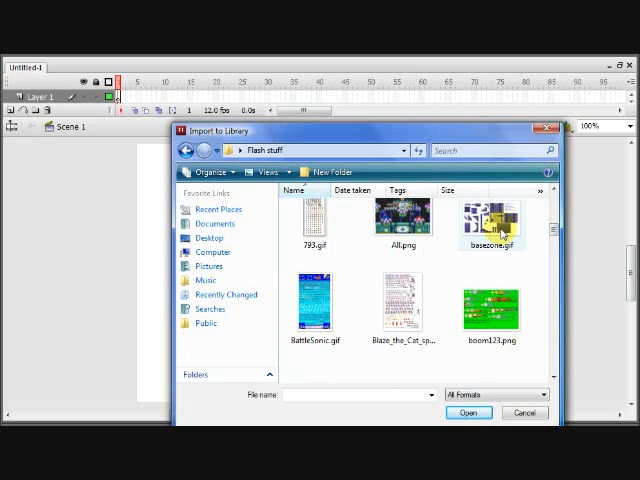 Untitled-1
5 10 15 20 25 30 35 40 45 50 55 60 65 70 75 80 85 90 95
Layer 1
1 12.0 fps 0.0s
Scene 1
100%
Import to Library
Flash stuff
Search
Organize Views New Folder
Favorite Links
Name Date taken Tags Size »
Recent Places
Documents
Desktop
Computer
Pictures
Music
Recently Changed
Searches
Public
793.gif All.png basezone.gif
BattleSonic.gif Blaze_the_Cat_sp... boom123.png
Folders
File name: All Formats
Open Cancel